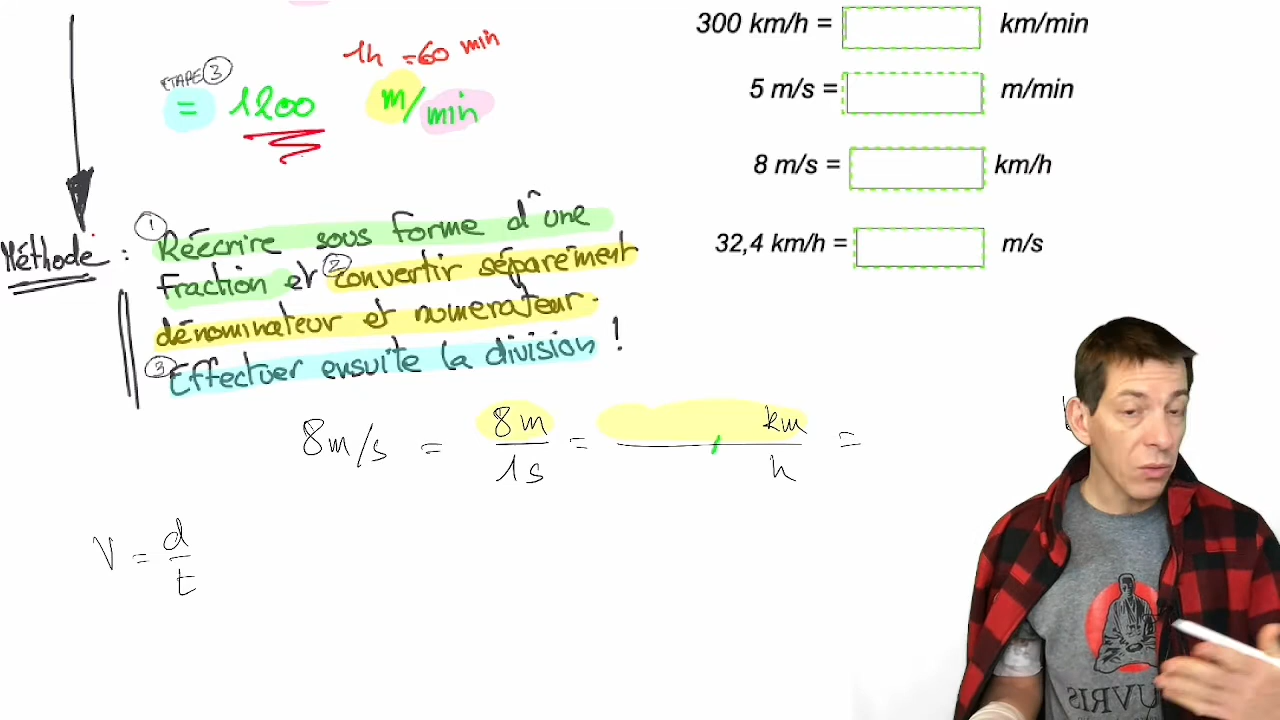 1h = 60 min
ETAPE 3
= 1200 m/min
Méthode :
① Réécrire sous forme d'une
fraction et ② convertir séparément
dénominateur et numerateur.
③ Effectuer ensuite la division !
8m/s = 8m/1s = km/h =
V = d/t
300 km/h = km/min
5 m/s = m/min
8 m/s = km/h
32,4 km/h = m/s
UVRIS